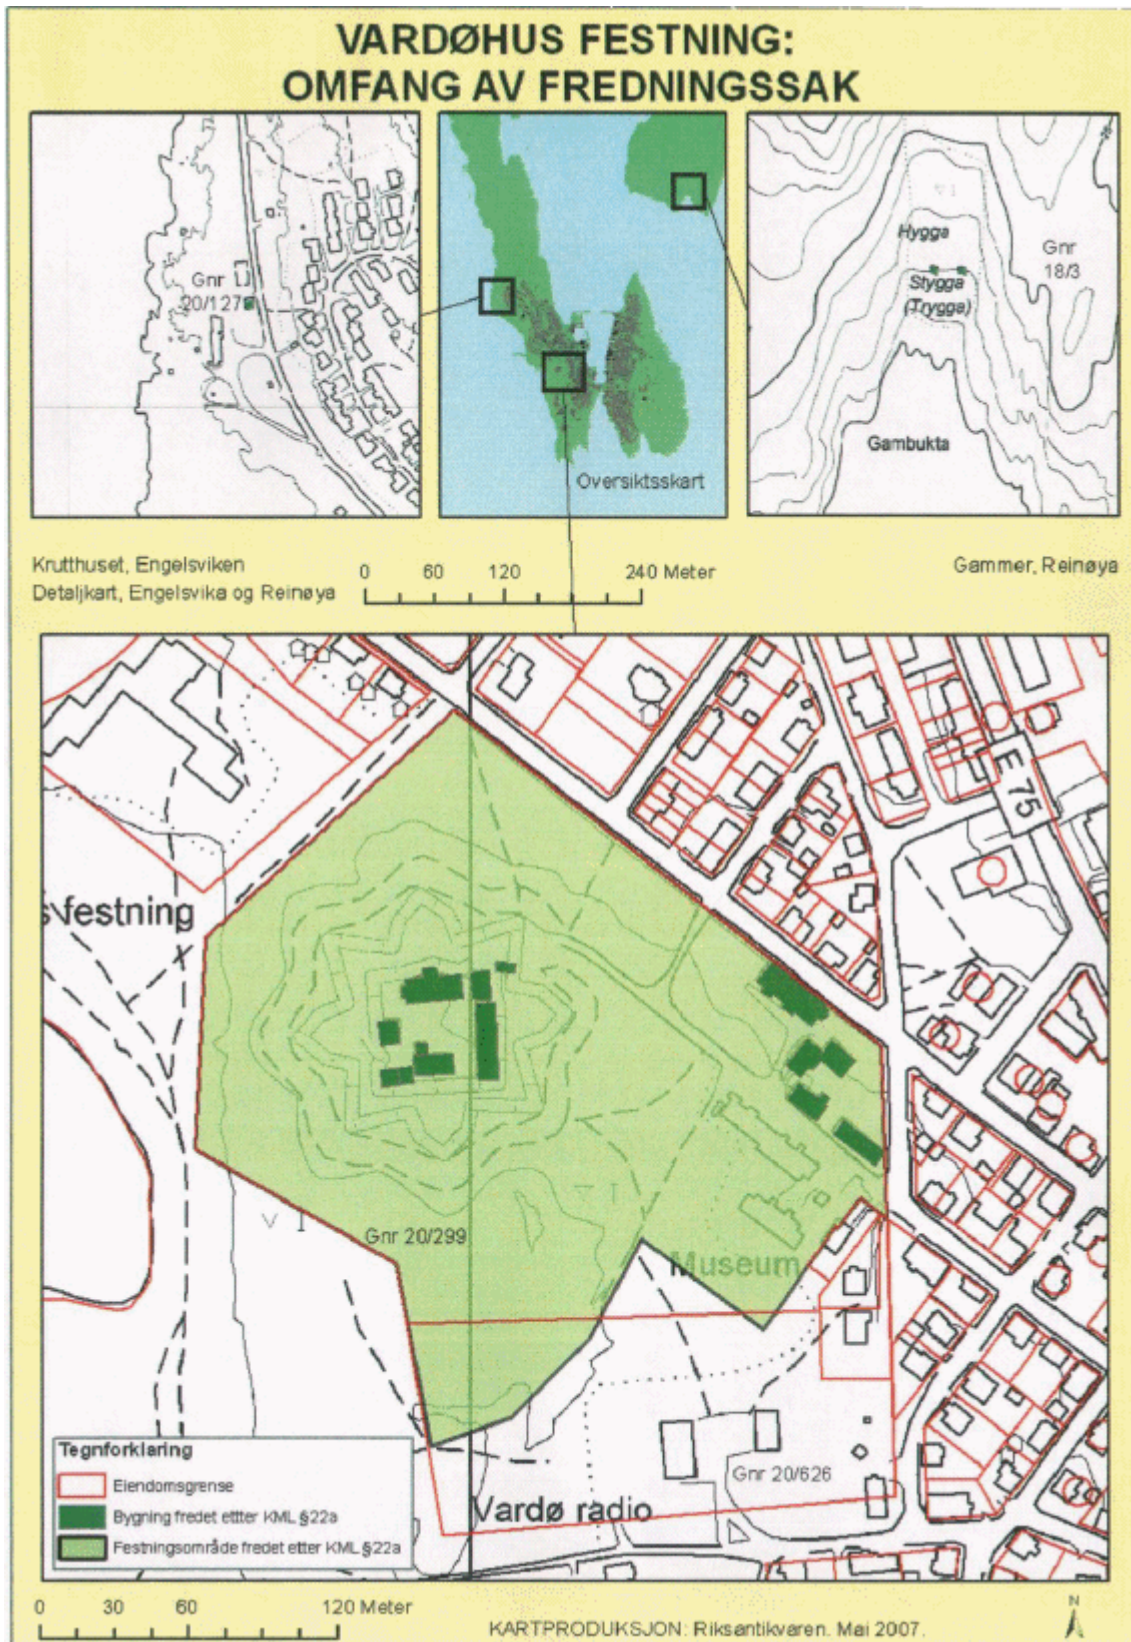 VARDØHUS FESTNING:
OMFANG AV FREDNINGSSAK
Gnr
20/127
Oversiktsskart
Hygga
Stygga
(Trygga)
Gnr
18/3
Gambukta
Krutthuset, Engelsviken
Detaljkart, Engelsvika og Reinøya
0 60 120 240 Meter
Gammer, Reinøya
E 75
s festning
Gnr 20/299
Museum
Gnr 20/626
Vardø radio
Tegnforklaring
Eiendomsgrense
Bygning fredet ettter KML §22a
Festningsområde fredet etter KML §22a
0 30 60 120 Meter
KARTPRODUKSJON: Riksantikvaren. Mai 2007.
N